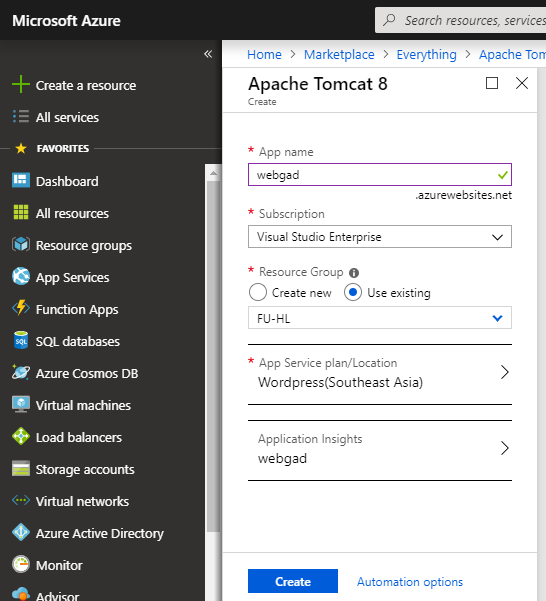 Microsoft Azure
Search resources, services
Create a resource
All services
FAVORITES
Dashboard
All resources
Resource groups
App Services
Function Apps
SQL databases
Azure Cosmos DB
Virtual machines
Load balancers
Storage accounts
Virtual networks
Azure Active Directory
Monitor
Advisor
Home > Marketplace > Everything > Apache Tom
Apache Tomcat 8
Create
* App name
webgad
.azurewebsites.net
* Subscription
Visual Studio Enterprise
* Resource Group
Create new Use existing
FU-HL
* App Service plan/Location
Wordpress(Southeast Asia)
Application Insights
webgad
Create Automation options